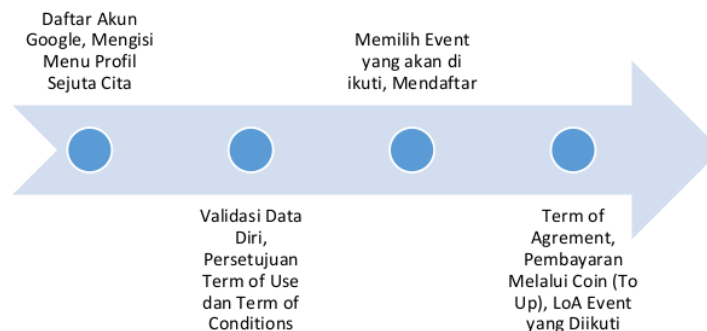 Daftar Akun
Google, Mengisi
Menu Profil
Sejuta Cita
Validasi Data
Diri,
Persetujuan
Term of Use
dan Term of
Conditions
Memilih Event
yang akan di
ikuti, Mendaftar
Term of
Agrement,
Pembayaran
Melalui Coin (To
Up), LoA Event
yang Diikuti